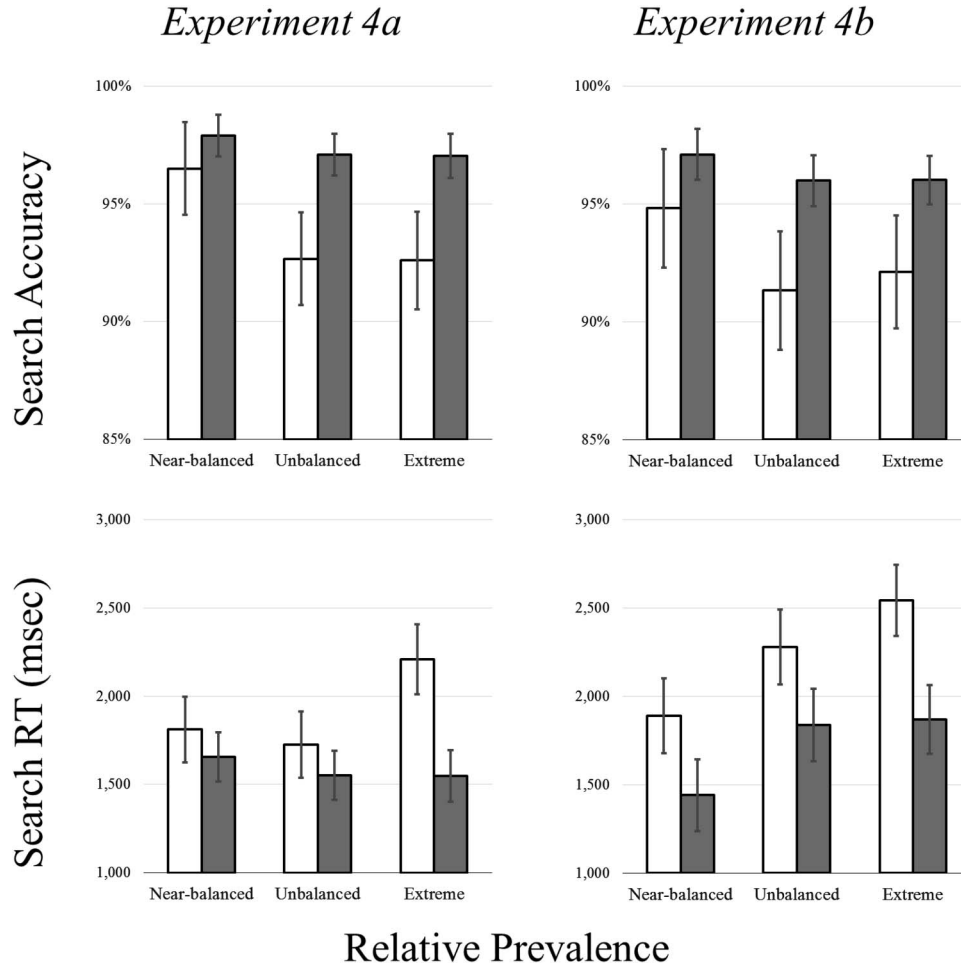 Experiment 4a
Experiment 4b
Search Accuracy
100%
95%
90%
85%
Near-balanced Unbalanced Extreme
100%
95%
90%
85%
Near-balanced Unbalanced Extreme
Search RT (msec)
3,000
2,500
2,000
1,500
1,000
Near-balanced Unbalanced Extreme
3,000
2,500
2,000
1,500
1,000
Near-balanced Unbalanced Extreme
Relative Prevalence